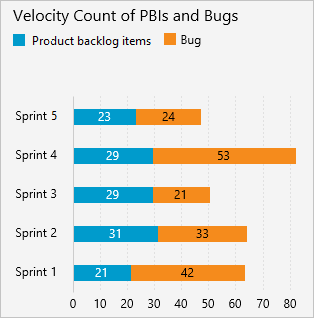 Velocity Count of PBIs and Bugs
Product backlog items Bug
Sprint 5 23 24
Sprint 4 29 53
Sprint 3 29 21
Sprint 2 31 33
Sprint 1 21 42
0 10 20 30 40 50 60 70 80